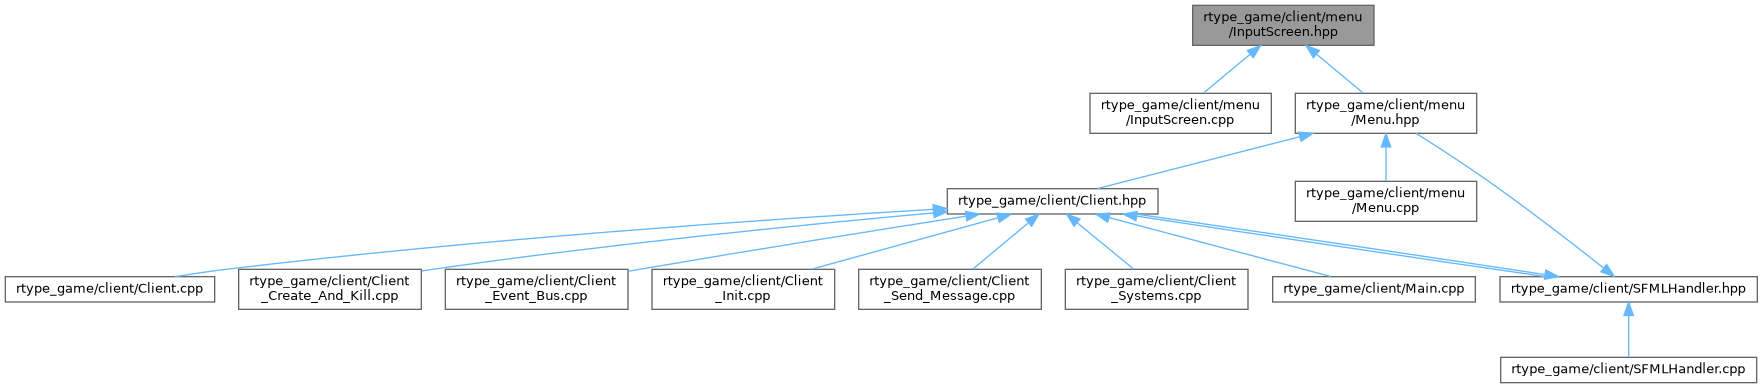 rtype_game/client/menu
/InputScreen.hpp
rtype_game/client/menu
/InputScreen.cpp
rtype_game/client/menu
/Menu.hpp
rtype_game/client/Client.hpp
rtype_game/client/menu
/Menu.cpp
rtype_game/client/Client.cpp
rtype_game/client/Client
_Create_And_Kill.cpp
rtype_game/client/Client
_Event_Bus.cpp
rtype_game/client/Client
_Init.cpp
rtype_game/client/Client
_Send_Message.cpp
rtype_game/client/Client
_Systems.cpp
rtype_game/client/Main.cpp
rtype_game/client/SFMLHandler.hpp
rtype_game/client/SFMLHandler.cpp